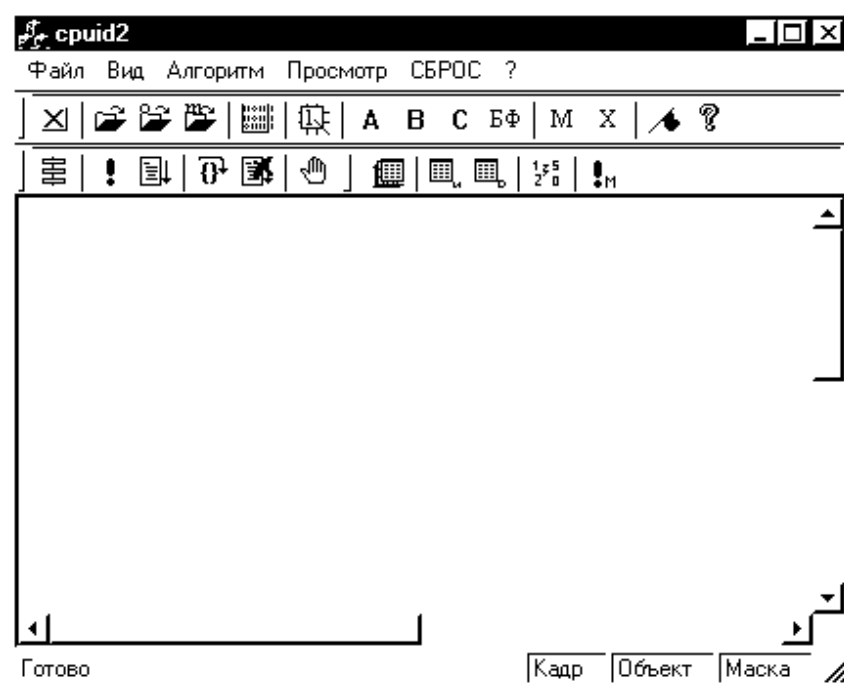 cpuid2
Файл Вид Алгоритм Просмотр СБРОС ?
А В С БФ М Х
М
Готово Кадр Объект Маска